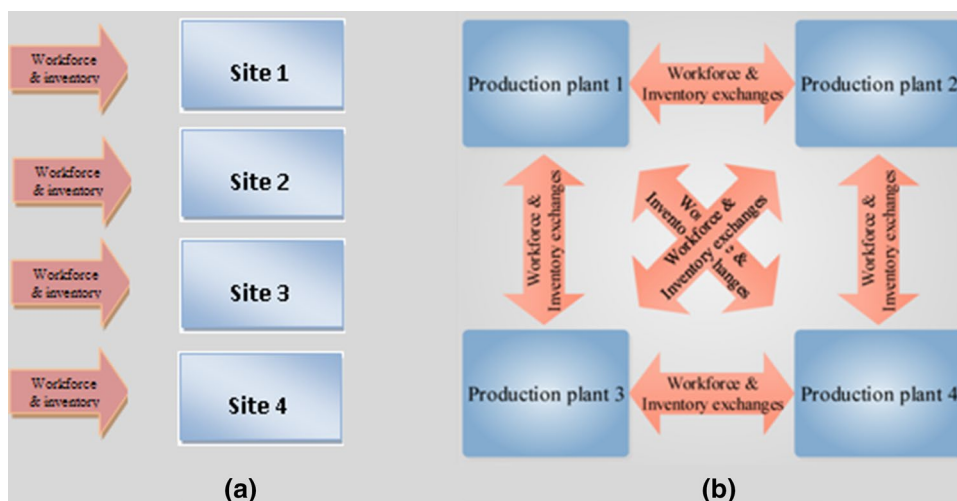 Workforce
& inventory
Site 1
Workforce
& inventory
Site 2
Workforce
& inventory
Site 3
Workforce
& inventory
Site 4
(a)
Production plant 1
Workforce &
Inventory exchanges
Production plant 2
Workforce &
Inventory exchanges
Workforce &
Inventory exchanges
Workforce &
Inventory exchanges
Production plant 3
Workforce &
Inventory exchanges
Production plant 4
(b)